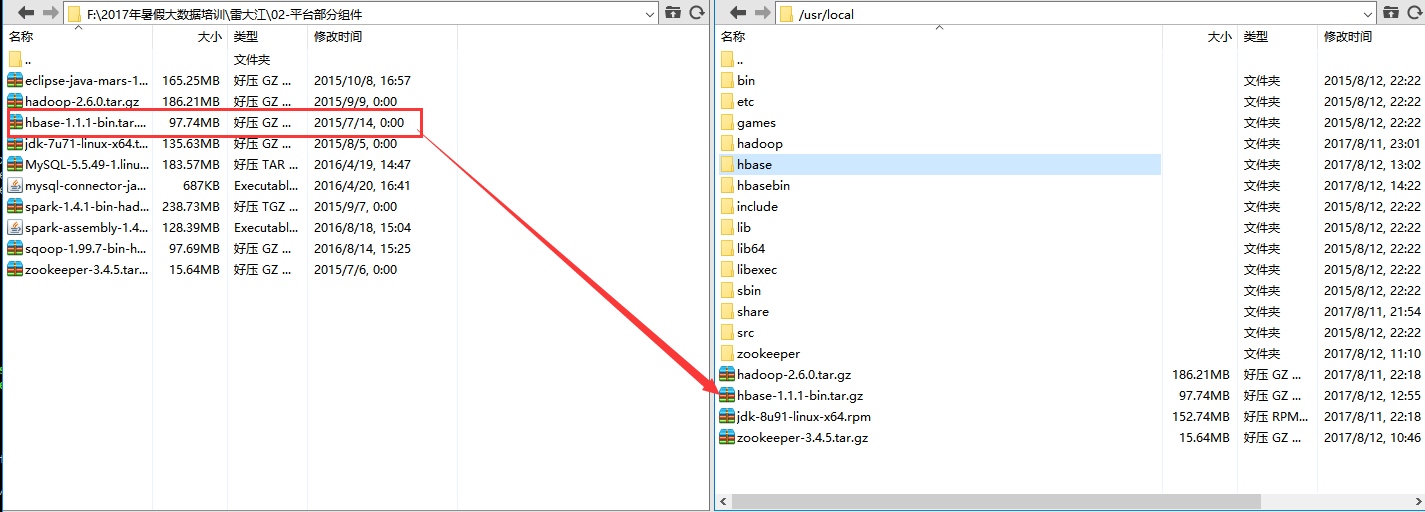 F:\2017年暑假大数据培训\雷大江\02-平台部分组件
名称 大小 类型 修改时间
.. 文件夹
eclipse-java-mars-1... 165.25MB 好压 GZ ... 2015/10/8, 16:57
hadoop-2.6.0.tar.gz 186.21MB 好压 GZ ... 2015/9/9, 0:00
hbase-1.1.1-bin.tar.... 97.74MB 好压 GZ ... 2015/7/14, 0:00
jdk-7u71-linux-x64.t... 135.63MB 好压 GZ ... 2015/8/5, 0:00
MySQL-5.5.49-1.linu... 183.57MB 好压 TAR ... 2016/4/19, 14:47
mysql-connector-ja... 687KB Executabl... 2016/4/20, 16:41
spark-1.4.1-bin-had... 238.73MB 好压 TGZ ... 2015/9/7, 0:00
spark-assembly-1.4... 128.39MB Executabl... 2016/8/18, 15:04
sqoop-1.99.7-bin-h... 97.69MB 好压 GZ ... 2016/8/14, 15:25
zookeeper-3.4.5.tar... 15.64MB 好压 GZ ... 2015/7/6, 0:00
/usr/local
名称 大小 类型 修改时间
..
bin 文件夹 2015/8/12, 22:22
etc 文件夹 2015/8/12, 22:22
games 文件夹 2015/8/12, 22:22
hadoop 文件夹 2017/8/11, 23:01
hbase 文件夹 2017/8/12, 13:02
hbasebin 文件夹 2017/8/12, 14:22
include 文件夹 2015/8/12, 22:22
lib 文件夹 2015/8/12, 22:22
lib64 文件夹 2015/8/12, 22:22
libexec 文件夹 2015/8/12, 22:22
sbin 文件夹 2015/8/12, 22:22
share 文件夹 2017/8/11, 21:54
src 文件夹 2015/8/12, 22:22
zookeeper 文件夹 2017/8/12, 11:10
hadoop-2.6.0.tar.gz 186.21MB 好压 GZ ... 2017/8/11, 22:18
hbase-1.1.1-bin.tar.gz 97.74MB 好压 GZ ... 2017/8/12, 12:55
jdk-8u91-linux-x64.rpm 152.74MB 好压 RPM... 2017/8/11, 22:18
zookeeper-3.4.5.tar.gz 15.64MB 好压 GZ ... 2017/8/12, 10:46